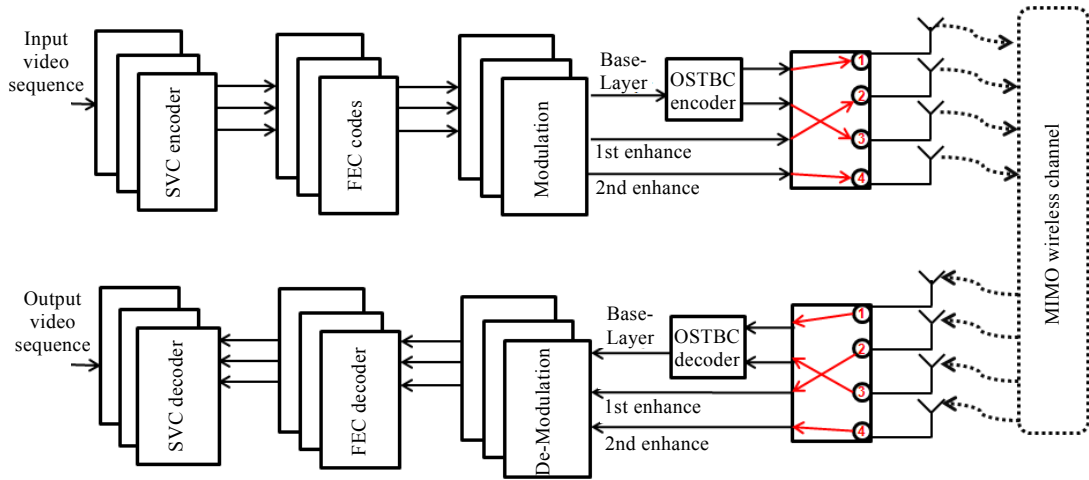 Input
video
sequence
SVC encoder
FEC codes
Modulation
Base-
Layer
OSTBC
encoder
1st enhance
2nd enhance
1
2
3
4
MIMO wireless channel
Output
video
sequence
SVC decoder
FEC decoder
De-Modulation
Base-
Layer
OSTBC
decoder
1st enhance
2nd enhance
1
2
3
4